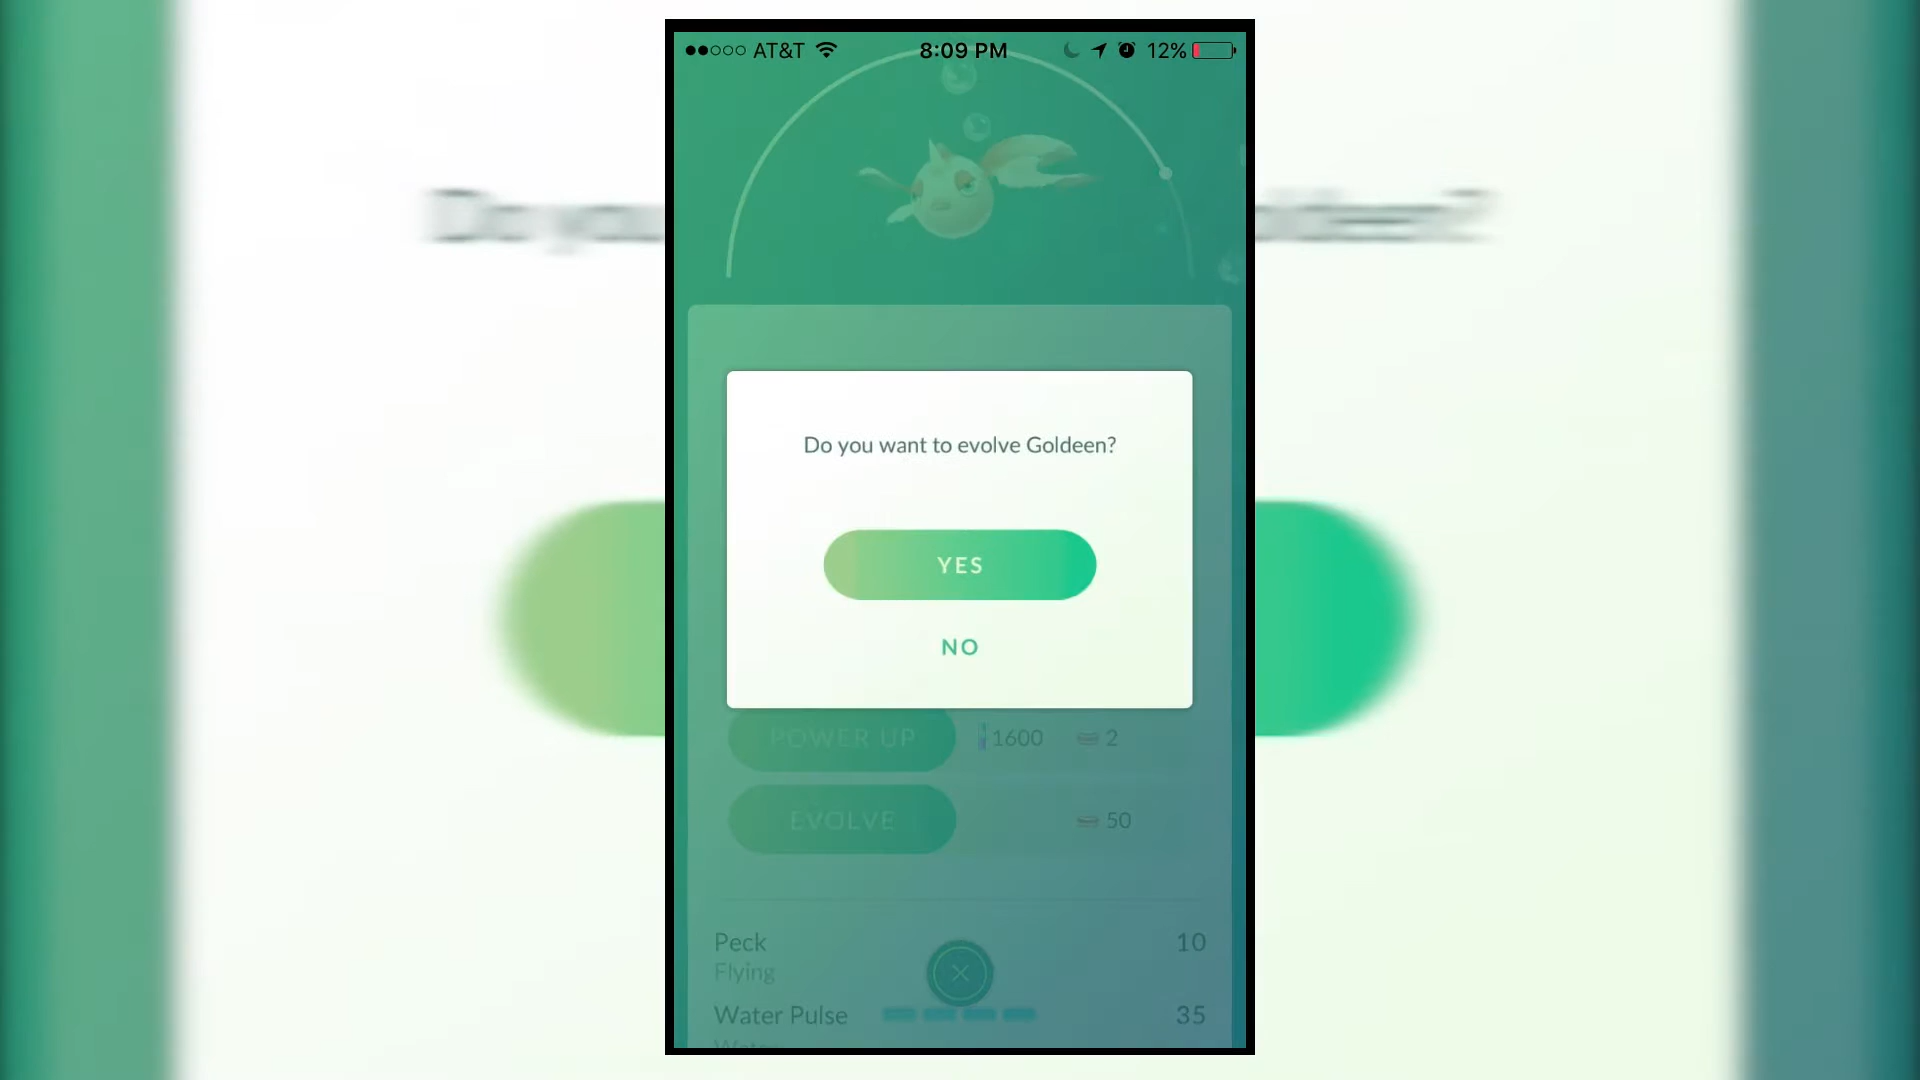 AT&T 8:09 PM 12%
Do you want to evolve Goldeen?
YES
NO
POWER UP 1600 2
EVOLVE 50
Peck 10
Flying
Water Pulse 35
Water